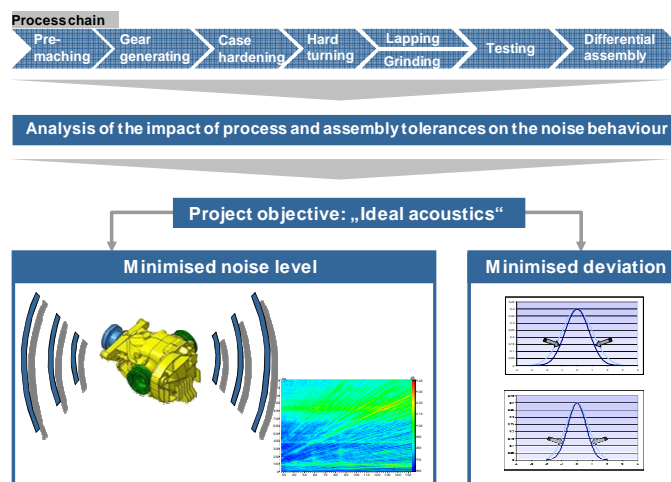 Process chain
Pre-
maching
Gear
generating
Case
hardening
Hard
turning
Lapping
Grinding
Testing
Differential
assembly
Analysis of the impact of process and assembly tolerances on the noise behaviour
Project objective: „Ideal acoustics“
Minimised noise level
Minimised deviation